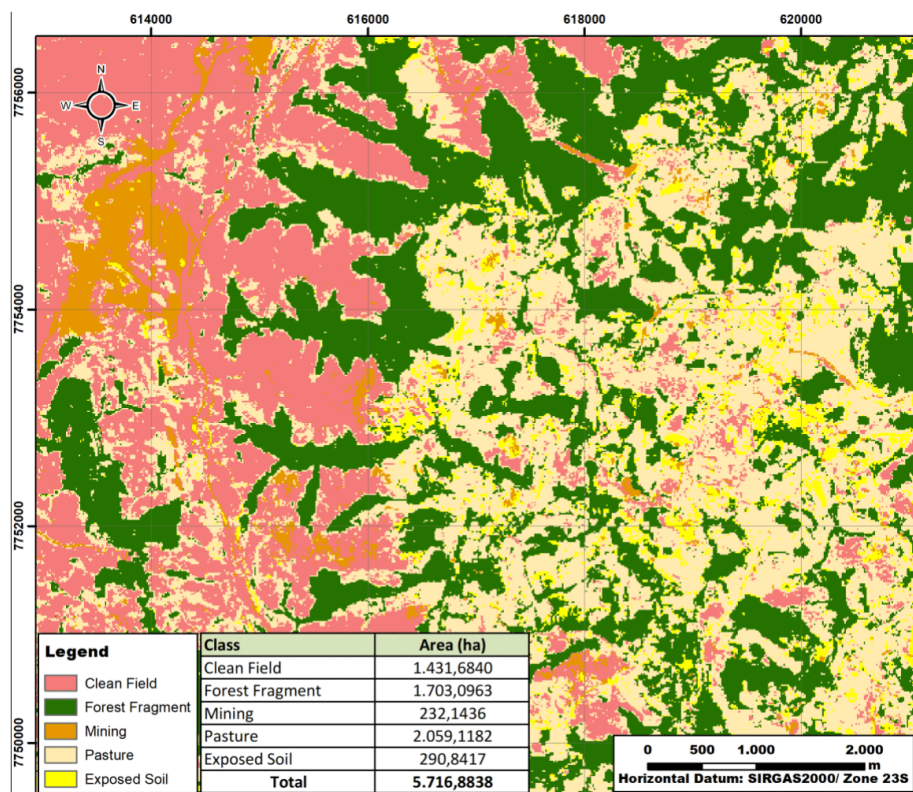 614000 616000 618000 620000
7756000
N
W E
S
7754000
7752000
7750000
Legend
Clean Field
Forest Fragment
Mining
Pasture
Exposed Soil
Class Area (ha)
Clean Field 1.431,6840
Forest Fragment 1.703,0963
Mining 232,1436
Pasture 2.059,1182
Exposed Soil 290,8417
Total 5.716,8838
0 500 1.000 2.000
m
Horizontal Datum: SIRGAS2000/ Zone 23S